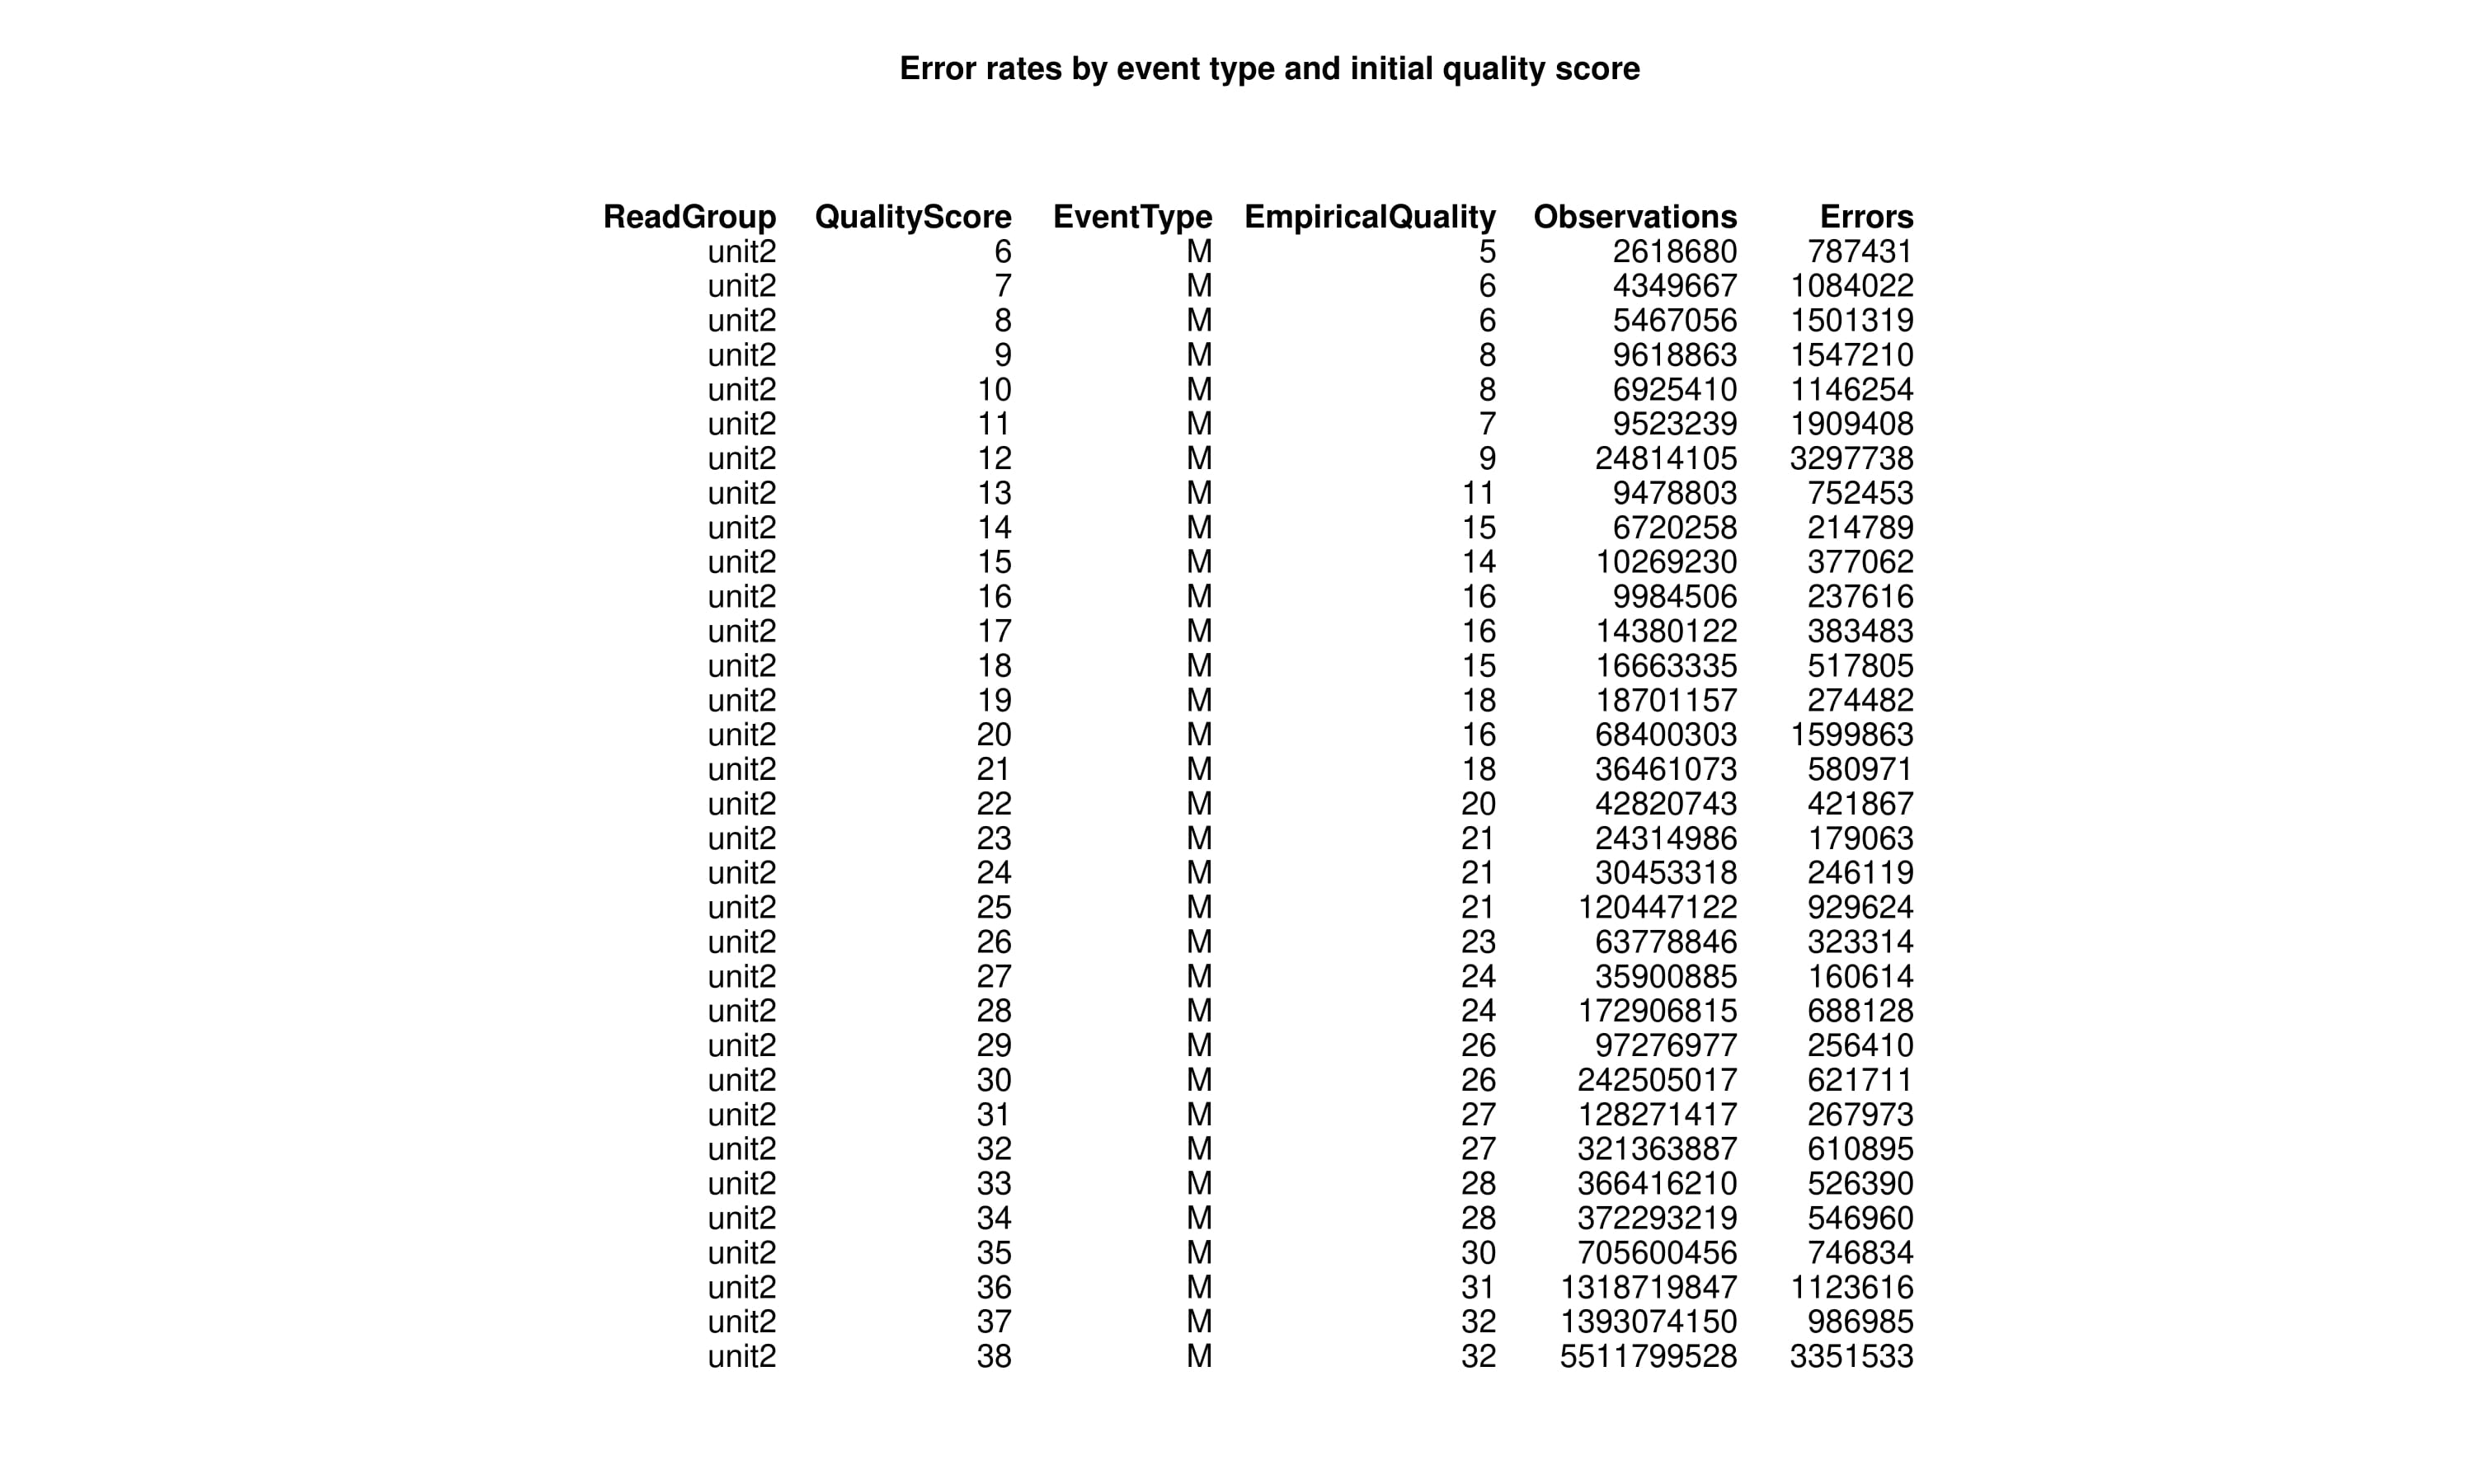 Error rates by event type and initial quality score
ReadGroup QualityScore EventType EmpiricalQuality Observations Errors
unit2 6 M 5 2618680 787431
unit2 7 M 6 4349667 1084022
unit2 8 M 6 5467056 1501319
unit2 9 M 8 9618863 1547210
unit2 10 M 8 6925410 1146254
unit2 11 M 7 9523239 1909408
unit2 12 M 9 24814105 3297738
unit2 13 M 11 9478803 752453
unit2 14 M 15 6720258 214789
unit2 15 M 14 10269230 377062
unit2 16 M 16 9984506 237616
unit2 17 M 16 14380122 383483
unit2 18 M 15 16663335 517805
unit2 19 M 18 18701157 274482
unit2 20 M 16 68400303 1599863
unit2 21 M 18 36461073 580971
unit2 22 M 20 42820743 421867
unit2 23 M 21 24314986 179063
unit2 24 M 21 30453318 246119
unit2 25 M 21 120447122 929624
unit2 26 M 23 63778846 323314
unit2 27 M 24 35900885 160614
unit2 28 M 24 172906815 688128
unit2 29 M 26 97276977 256410
unit2 30 M 26 242505017 621711
unit2 31 M 27 128271417 267973
unit2 32 M 27 321363887 610895
unit2 33 M 28 366416210 526390
unit2 34 M 28 372293219 546960
unit2 35 M 30 705600456 746834
unit2 36 M 31 1318719847 1123616
unit2 37 M 32 1393074150 986985
unit2 38 M 32 5511799528 3351533